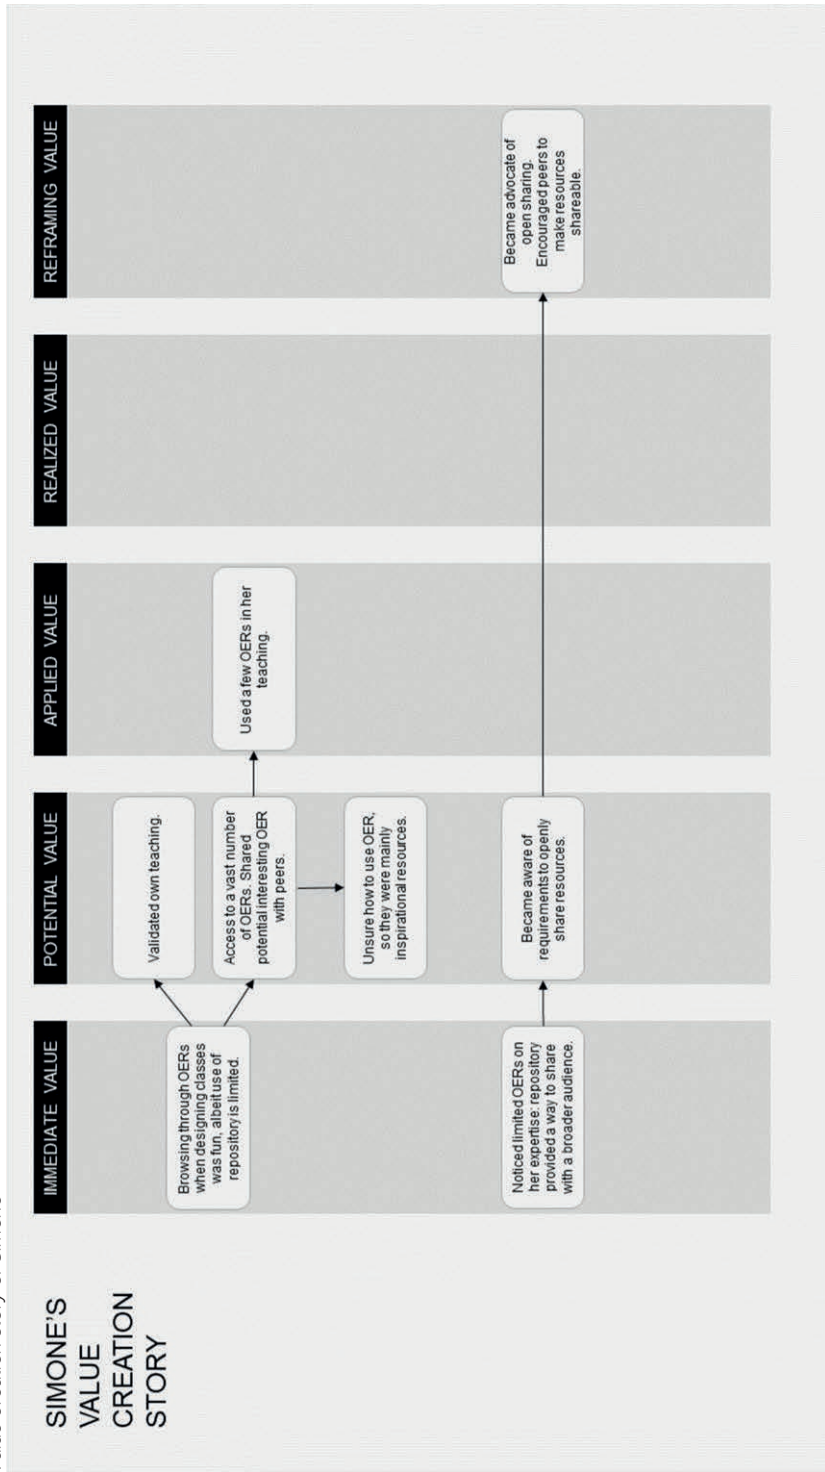 SIMONE'S
VALUE
CREATION
STORY
IMMEDIATE VALUE
Browsing through OERs
when designing classes
was fun, albeit use of
repository is limited.
Noticed limited OERs on
her expertise: repository
provided a way to share
with a broader audience.
POTENTIAL VALUE
Validated own teaching.
Access to a vast number
of OERs. Shared
potential interesting OER
with peers.
Unsure how to use OER,
so they were mainly
inspirational resources.
Became aware of
requirements to openly
share resources.
APPLIED VALUE
Used a few OERs in her
teaching.
REALIZED VALUE
REFRAMING VALUE
Became advocate of
open sharing.
Encouraged peers to
make resources
shareable.